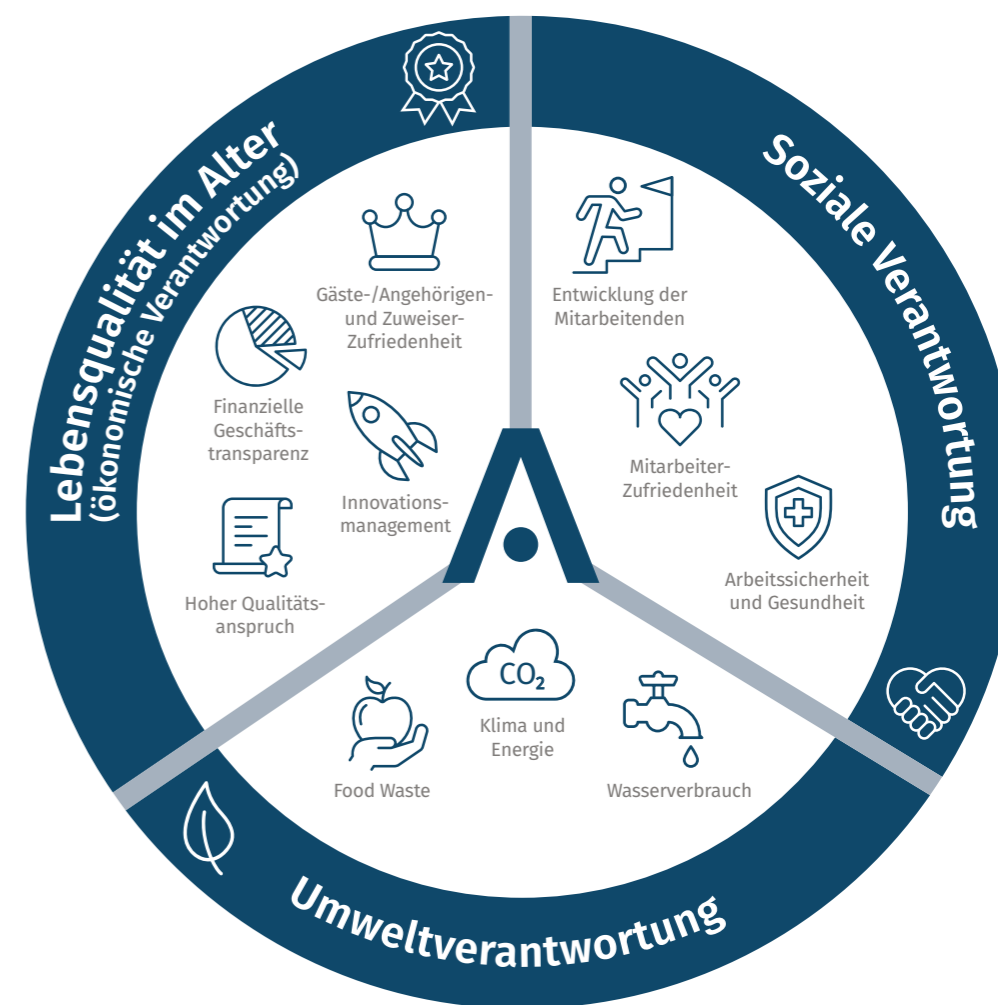 Lebensqualität im Alter
(ökonomische Verantwortung)
Gäste-/Angehörigen-
und Zuweiser-
Zufriedenheit
Finanzielle
Geschäfts-
transparenz
Innovations-
management
Hoher Qualitäts-
anspruch
Soziale Verantwortung
Entwicklung der
Mitarbeitenden
Mitarbeiter-
Zufriedenheit
Arbeitssicherheit
und Gesundheit
Umweltverantwortung
Food Waste
CO₂
Klima und
Energie
Wasserverbrauch